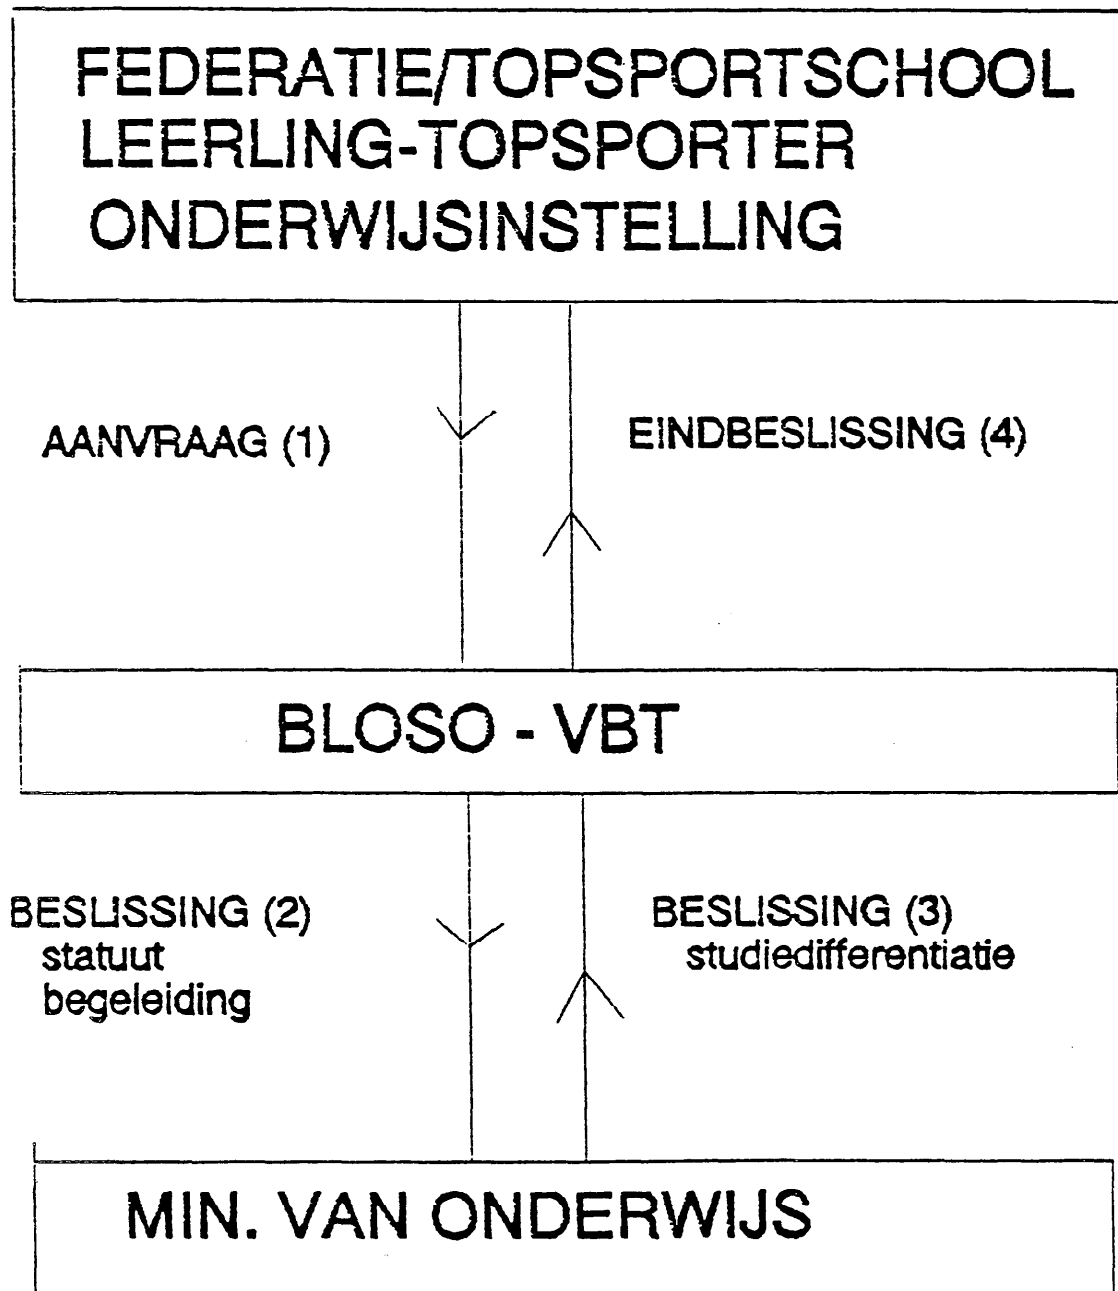 FEDERATIE/TOPSPORTSCHOOL
LEERLING-TOPSPORTER
ONDERWIJSINSTELLING
AANVRAAG (1)
EINDBESLISSING (4)
BLOSO - VBT
BESLISSING (2)
statuut
begeleiding
BESLISSING (3)
studiedifferentiatie
MIN. VAN ONDERWIJS